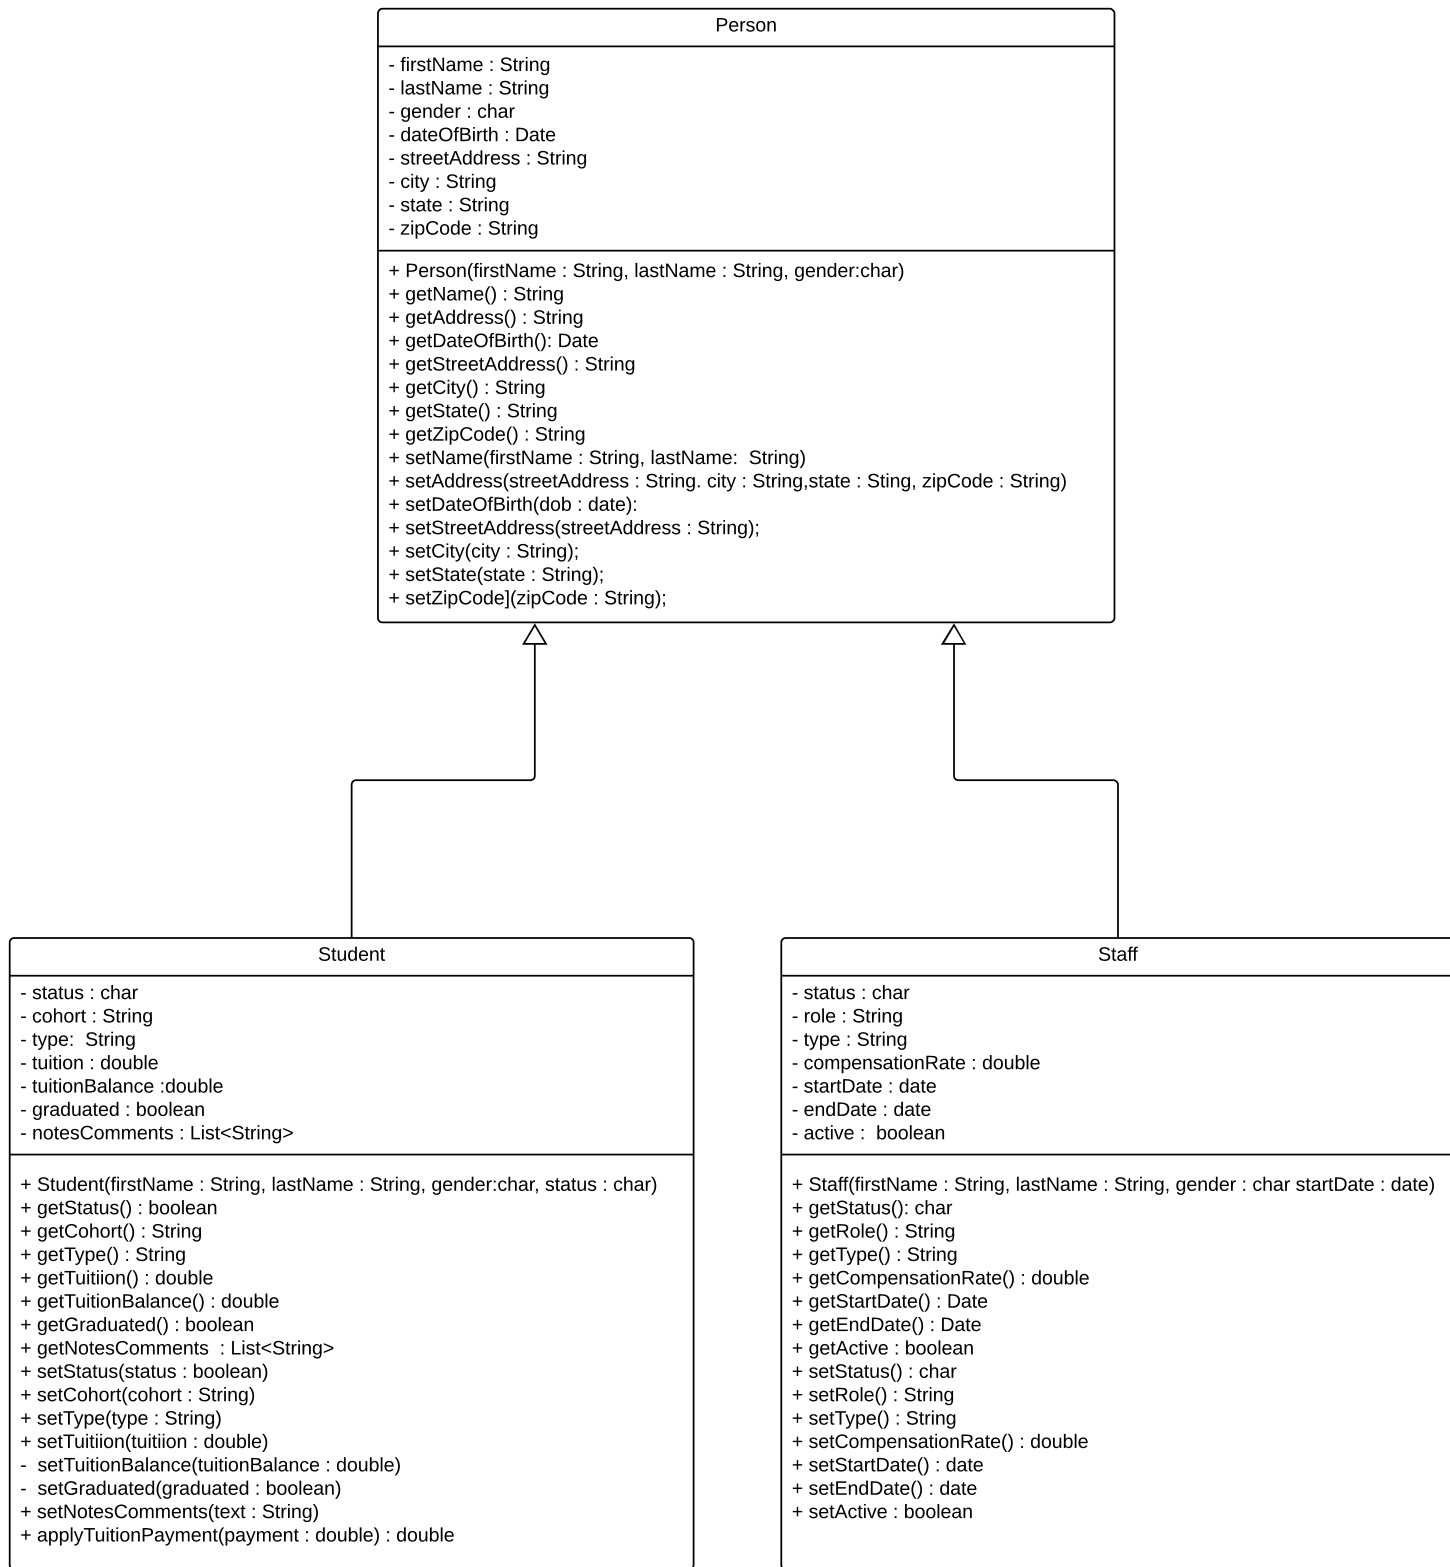 Person
- firstName : String
- lastName : String
- gender : char
- dateOfBirth : Date
- streetAddress : String
- city : String
- state : String
- zipCode : String
+ Person(firstName : String, lastName : String, gender:char)
+ getName() : String
+ getAddress() : String
+ getDateOfBirth(): Date
+ getStreetAddress() : String
+ getCity() : String
+ getState() : String
+ getZipCode() : String
+ setName(firstName : String, lastName:  String)
+ setAddress(streetAddress : String. city : String,state : Sting, zipCode : String)
+ setDateOfBirth(dob : date):
+ setStreetAddress(streetAddress : String);
+ setCity(city : String);
+ setState(state : String);
+ setZipCode](zipCode : String);
Student
- status : char
- cohort : String
- type:  String
- tuition : double
- tuitionBalance :double
- graduated : boolean
- notesComments : List<String>
+ Student(firstName : String, lastName : String, gender:char, status : char)
+ getStatus() : boolean
+ getCohort() : String
+ getType() : String
+ getTuitiion() : double
+ getTuitionBalance() : double
+ getGraduated() : boolean
+ getNotesComments  : List<String>
+ setStatus(status : boolean)
+ setCohort(cohort : String)
+ setType(type : String)
+ setTuitiion(tuitiion : double)
-  setTuitionBalance(tuitionBalance : double)
-  setGraduated(graduated : boolean)
+ setNotesComments(text : String)
+ applyTuitionPayment(payment : double) : double
Staff
- status : char
- role : String
- type : String
- compensationRate : double
- startDate : date
- endDate : date
- active :  boolean
+ Staff(firstName : String, lastName : String, gender : char startDate : date)
+ getStatus(): char
+ getRole() : String
+ getType() : String
+ getCompensationRate() : double
+ getStartDate() : Date
+ getEndDate() : Date
+ getActive : boolean
+ setStatus() : char
+ setRole() : String
+ setType() : String
+ setCompensationRate() : double
+ setStartDate() : date
+ setEndDate() : date
+ setActive : boolean